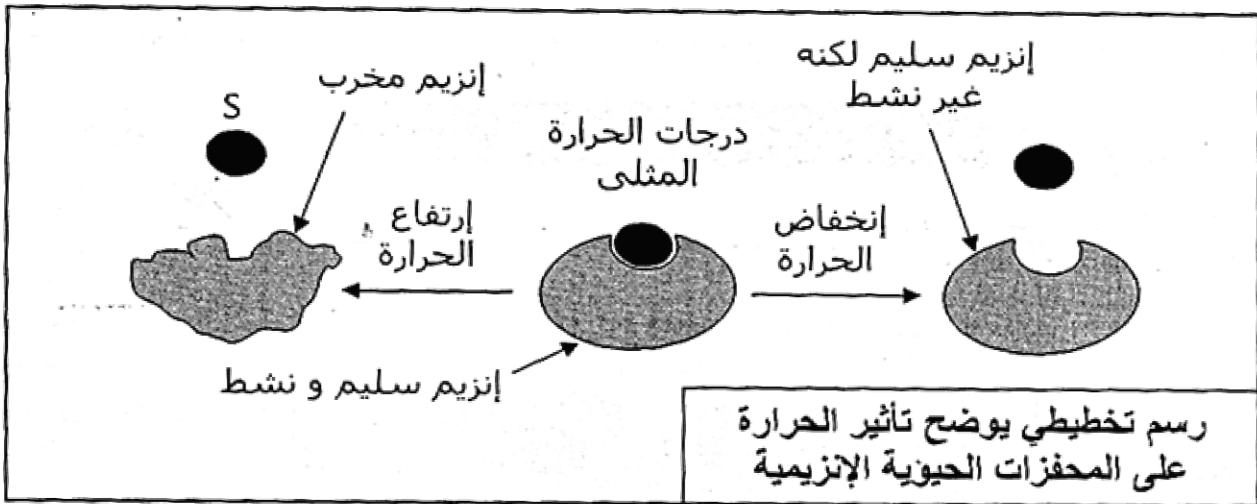 إنزيم سليم لكنه
غير نشط
إنزيم مخرب
S
درجات الحرارة
المثلى
إنخفاض
الحرارة
إرتفاع
الحرارة
إنزيم سليم و نشط
رسم تخطيطي يوضح تأثير الحرارة
على المحفزات الحيوية الإنزيمية